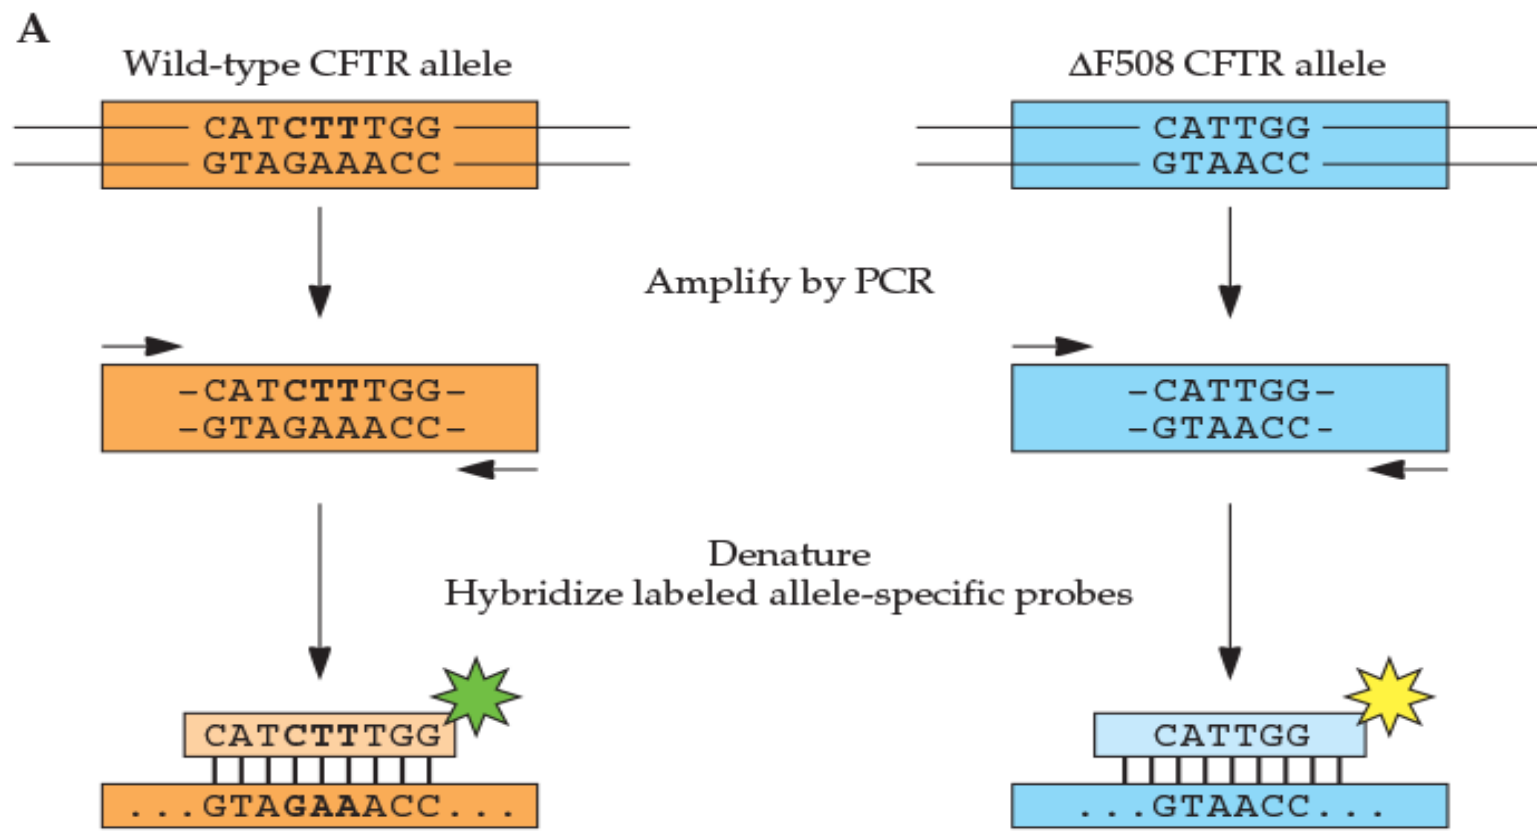 A
Wild-type CFTR allele
ΔF508 CFTR allele
CATCTTTGG
GTAGAAACC
CATTGG
GTAACC
Amplify by PCR
–CATCTTTGG–
–GTAGAAACC–
–CATTGG–
–GTAACC–
Denature
Hybridize labeled allele-specific probes
CATCTTTGG
...GTAGAAACC...
CATTGG
...GTAACC...